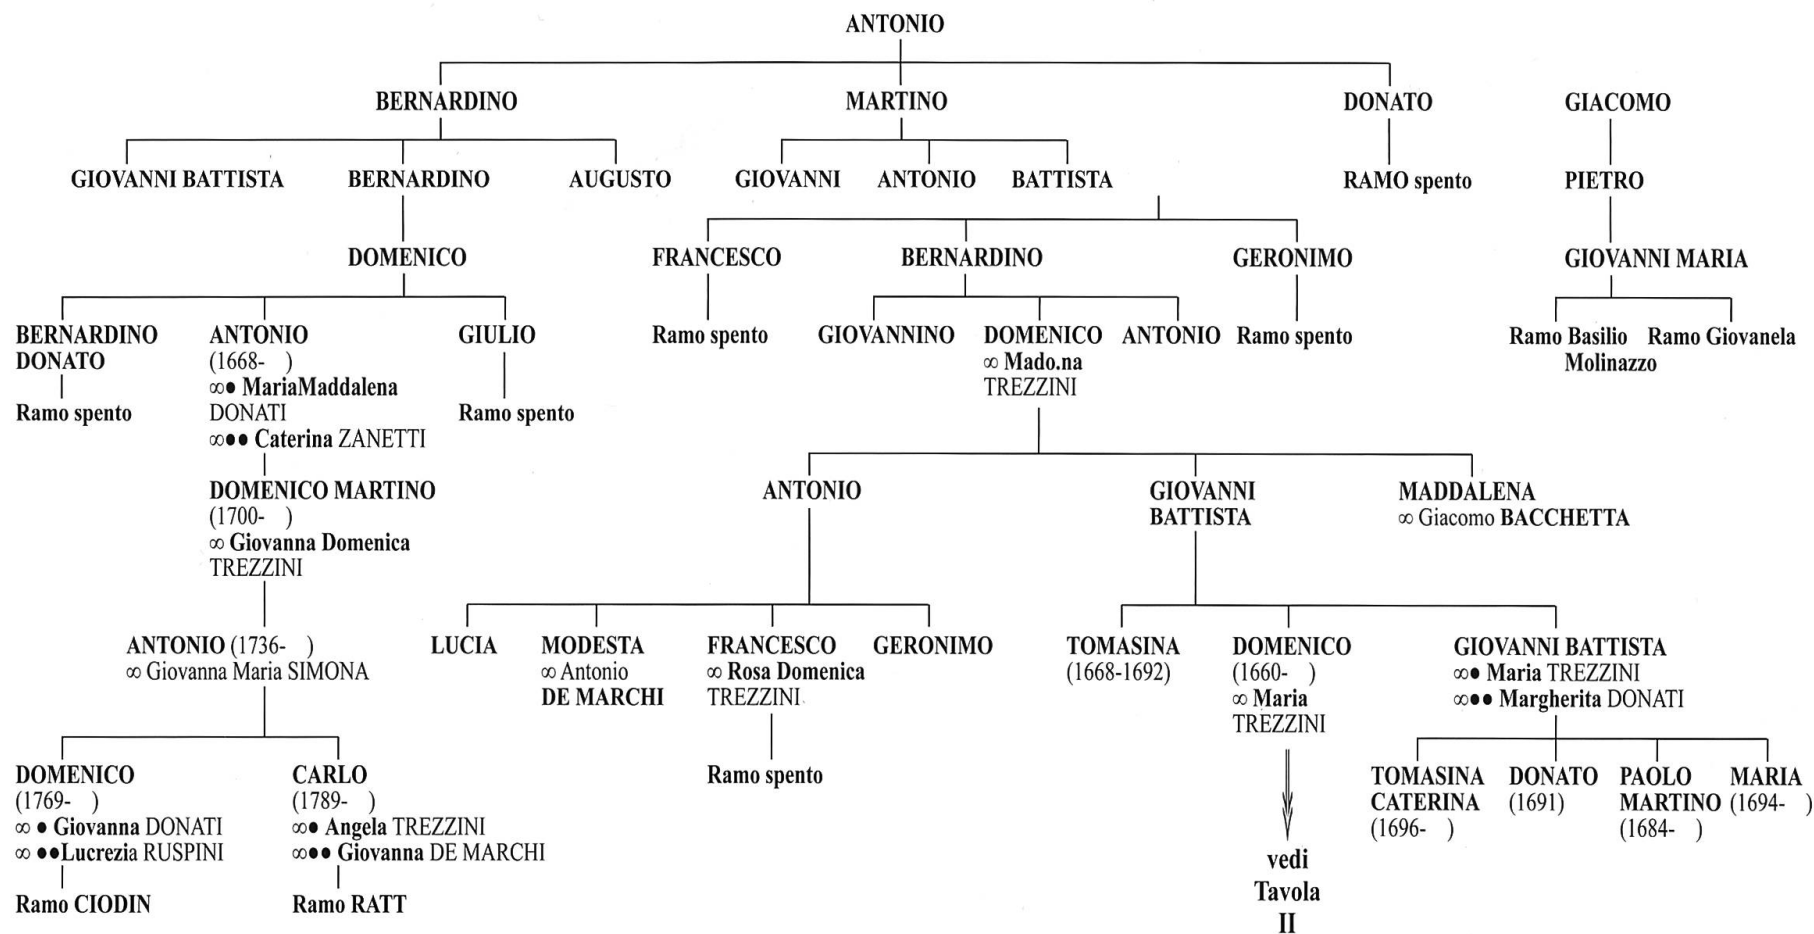 ANTONIO
BERNARDINO
MARTINO
DONATO
GIACOMO
GIOVANNI BATTISTA
BERNARDINO
AUGUSTO
GIOVANNI
ANTONIO
BATTISTA
RAMO spento
PIETRO
DOMENICO
FRANCESCO
BERNARDINO
GERONIMO
GIOVANNI MARIA
BERNARDINO
DONATO
Ramo spento
ANTONIO
(1668-   )
∞● MariaMaddalena
DONATI
∞●● Caterina ZANETTI
GIULIO
Ramo spento
Ramo spento
GIOVANNINO
DOMENICO
∞ Mado.na
TREZZINI
ANTONIO
Ramo spento
Ramo Basilio
Molinazzo
Ramo Giovanela
DOMENICO MARTINO
(1700-   )
∞ Giovanna Domenica
TREZZINI
ANTONIO
GIOVANNI
BATTISTA
MADDALENA
∞ Giacomo BACCHETTA
ANTONIO (1736-   )
∞ Giovanna Maria SIMONA
LUCIA
MODESTA
∞ Antonio
DE MARCHI
FRANCESCO
∞ Rosa Domenica
TREZZINI
Ramo spento
GERONIMO
TOMASINA
(1668-1692)
DOMENICO
(1660-   )
∞ Maria
TREZZINI
vedi
Tavola
II
GIOVANNI BATTISTA
∞● Maria TREZZINI
∞●● Margherita DONATI
DOMENICO
(1769-   )
∞ ● Giovanna DONATI
∞ ●●Lucrezia RUSPINI
Ramo CIODIN
CARLO
(1789-   )
∞● Angela TREZZINI
∞●● Giovanna DE MARCHI
Ramo RATT
TOMASINA
CATERINA
(1696-   )
DONATO
(1691)
PAOLO
MARTINO
(1684-   )
MARIA
(1694-   )